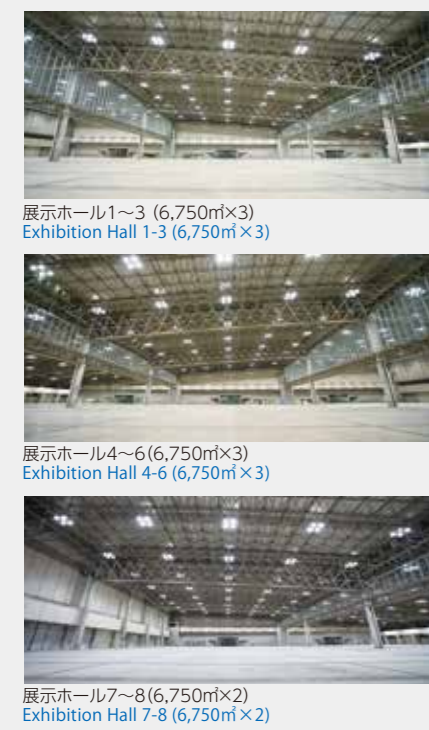 展示ホール1～3 (6,750㎡×3)
Exhibition Hall 1-3 (6,750㎡×3)
展示ホール4～6(6,750㎡×3)
Exhibition Hall 4-6 (6,750㎡×3)
展示ホール7～8(6,750㎡×2)
Exhibition Hall 7-8 (6,750㎡×2)